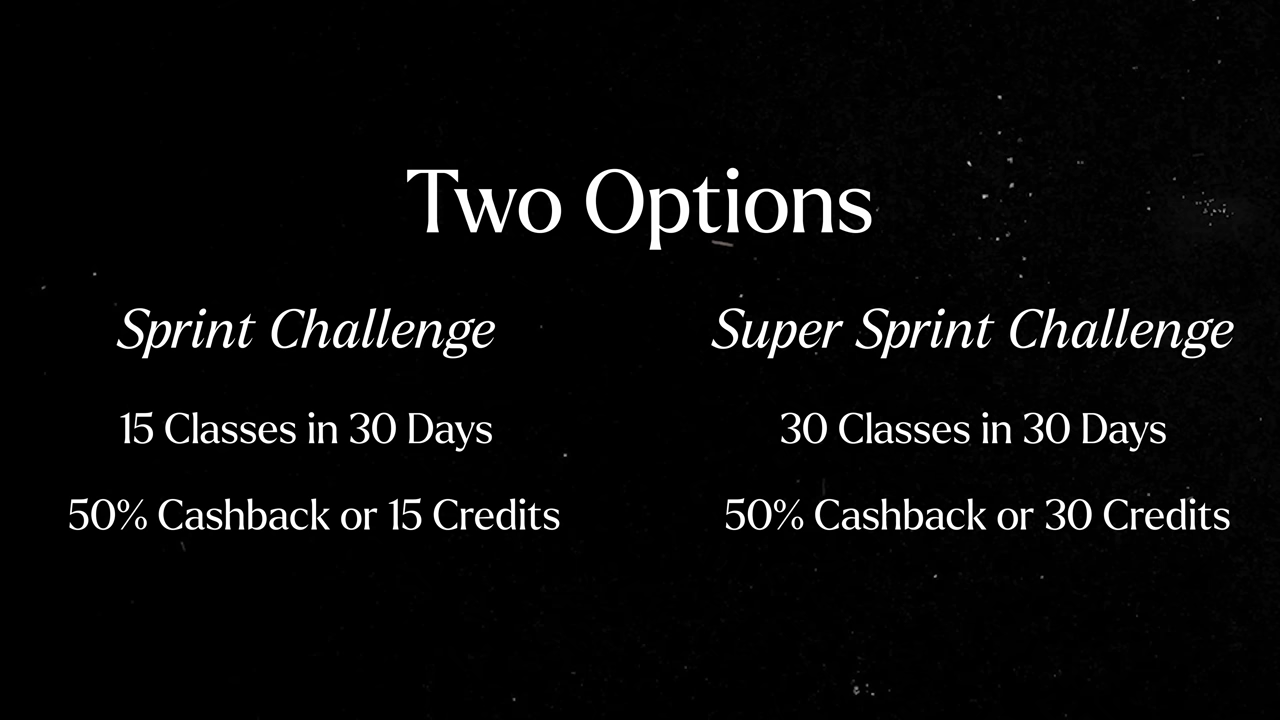 Two Options
Sprint Challenge
15 Classes in 30 Days
50% Cashback or 15 Credits
Super Sprint Challenge
30 Classes in 30 Days
50% Cashback or 30 Credits